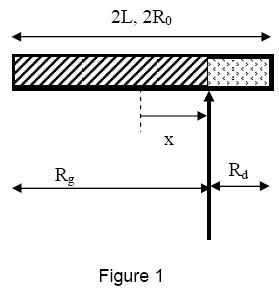 2L, 2R₀
x
R_g
R_d
Figure 1